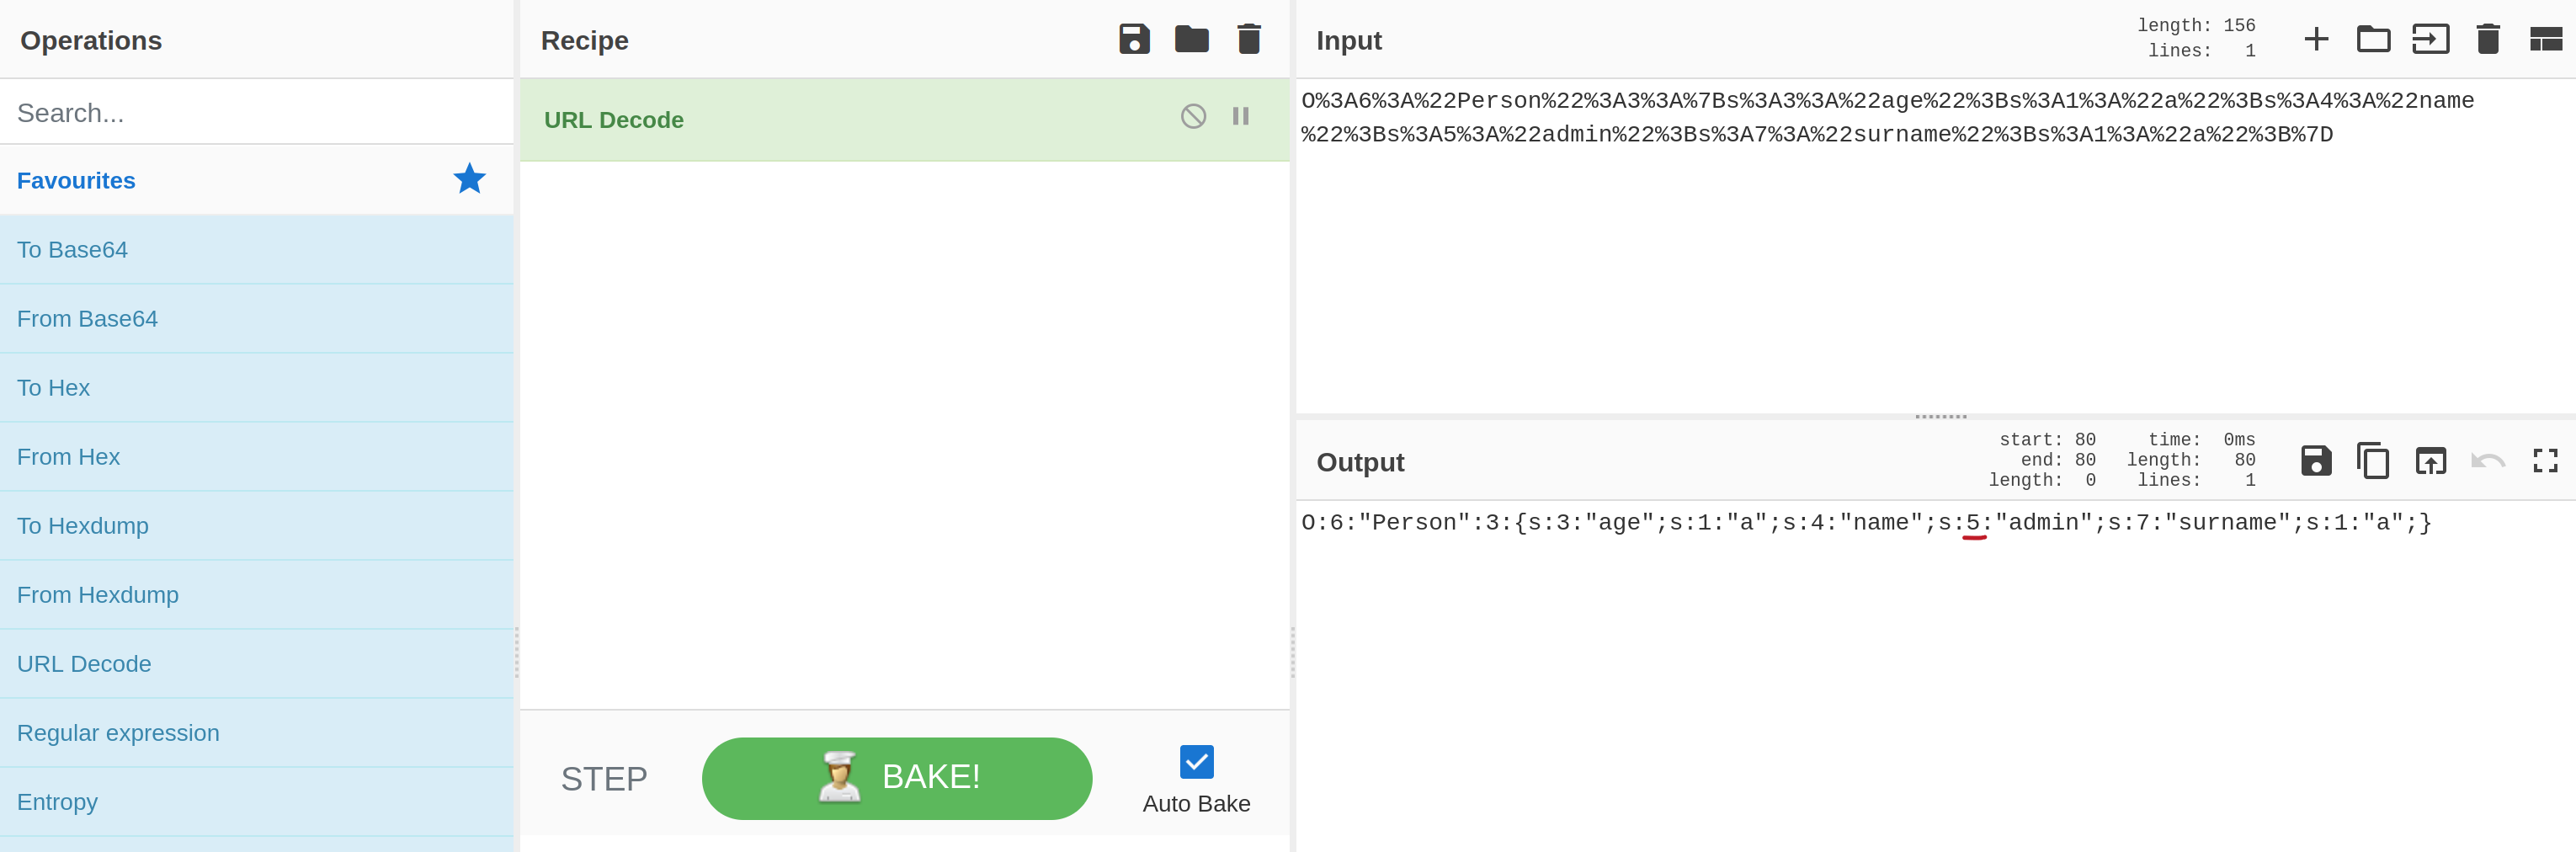 Operations
Search...
Favourites
To Base64
From Base64
To Hex
From Hex
To Hexdump
From Hexdump
URL Decode
Regular expression
Entropy
Recipe
URL Decode
STEP
BAKE!
Auto Bake
Input
length: 156
lines: 1
O%3A6%3A%22Person%22%3A3%3A%7Bs%3A3%3A%22age%22%3Bs%3A1%3A%22a%22%3Bs%3A4%3A%22name
%22%3Bs%3A5%3A%22admin%22%3Bs%3A7%3A%22surname%22%3Bs%3A1%3A%22a%22%3B%7D
Output
start: 80 time: 0ms
end: 80 length: 80
length: 0 lines: 1
O:6:"Person":3:{s:3:"age";s:1:"a";s:4:"name";s:5:"admin";s:7:"surname";s:1:"a";}